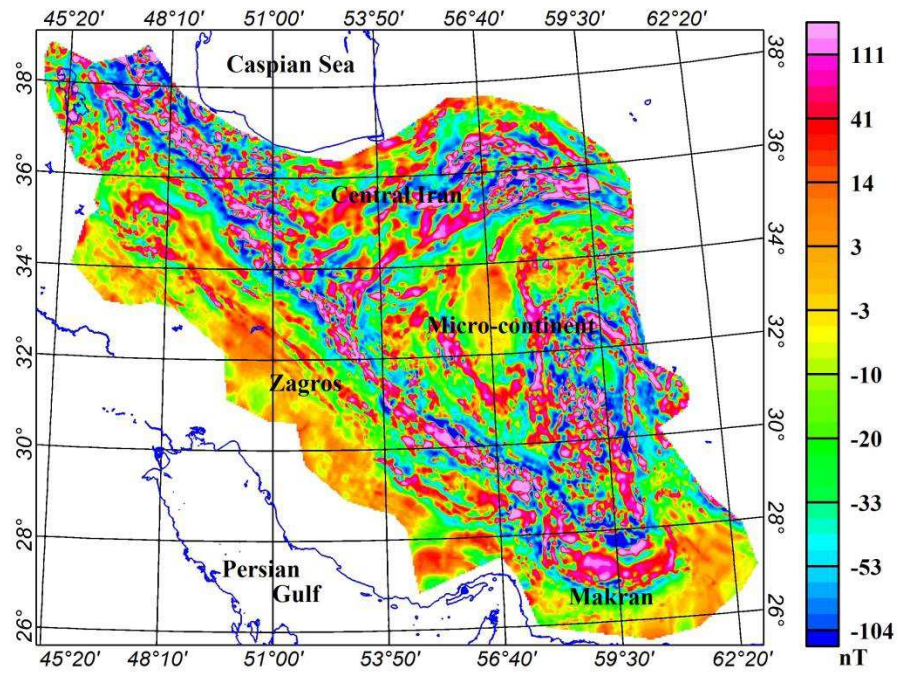 45°20' 48°10' 51°00' 53°50' 56°40' 59°30' 62°20'
38° 38°
36° 36°
34° 34°
32° 32°
30° 30°
28° 28°
26° 26°
Caspian Sea
Central Iran
Micro-continent
Zagros
Persian
Gulf
Makran
45°20' 48°10' 51°00' 53°50' 56°40' 59°30' 62°20'
111
41
14
3
-3
-10
-20
-33
-53
-104
nT